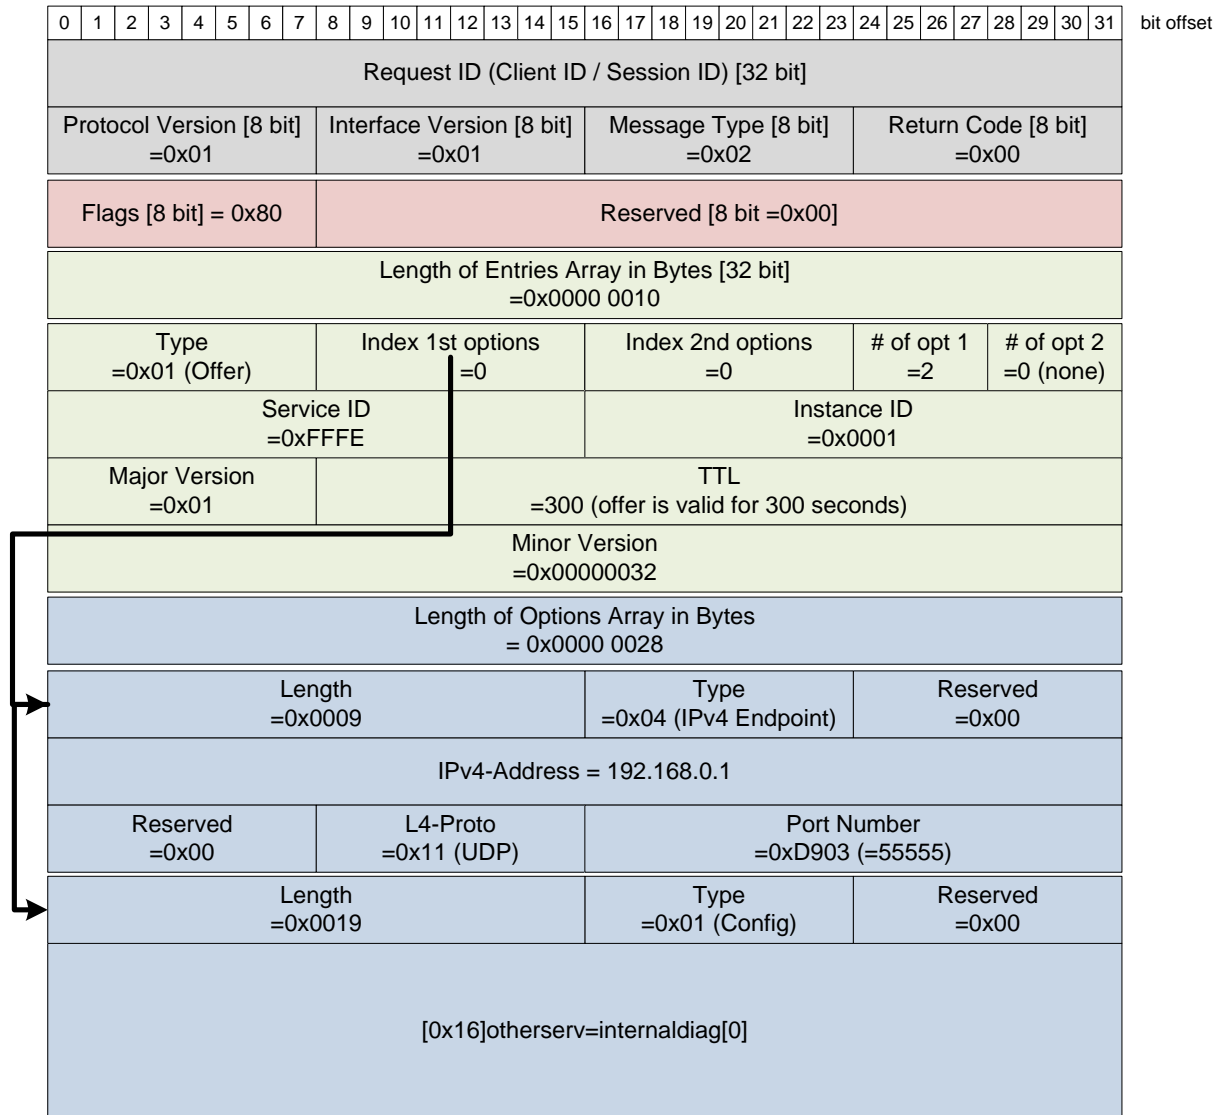 0 1 2 3 4 5 6 7 8 9 10 11 12 13 14 15 16 17 18 19 20 21 22 23 24 25 26 27 28 29 30 31 bit offset
Request ID (Client ID / Session ID) [32 bit]
Protocol Version [8 bit] Interface Version [8 bit] Message Type [8 bit] Return Code [8 bit]
=0x01 =0x01 =0x02 =0x00
Flags [8 bit] = 0x80 Reserved [8 bit =0x00]
Length of Entries Array in Bytes [32 bit]
=0x0000 0010
Type Index 1st options Index 2nd options # of opt 1 # of opt 2
=0x01 (Offer) =0 =0 =2 =0 (none)
Service ID Instance ID
=0xFFFE =0x0001
Major Version TTL
=0x01 =300 (offer is valid for 300 seconds)
Minor Version
=0x00000032
Length of Options Array in Bytes
= 0x0000 0028
Length Type Reserved
=0x0009 =0x04 (IPv4 Endpoint) =0x00
IPv4-Address = 192.168.0.1
Reserved L4-Proto Port Number
=0x00 =0x11 (UDP) =0xD903 (=55555)
Length Type Reserved
=0x0019 =0x01 (Config) =0x00
[0x16]otherserv=internaldiag[0]